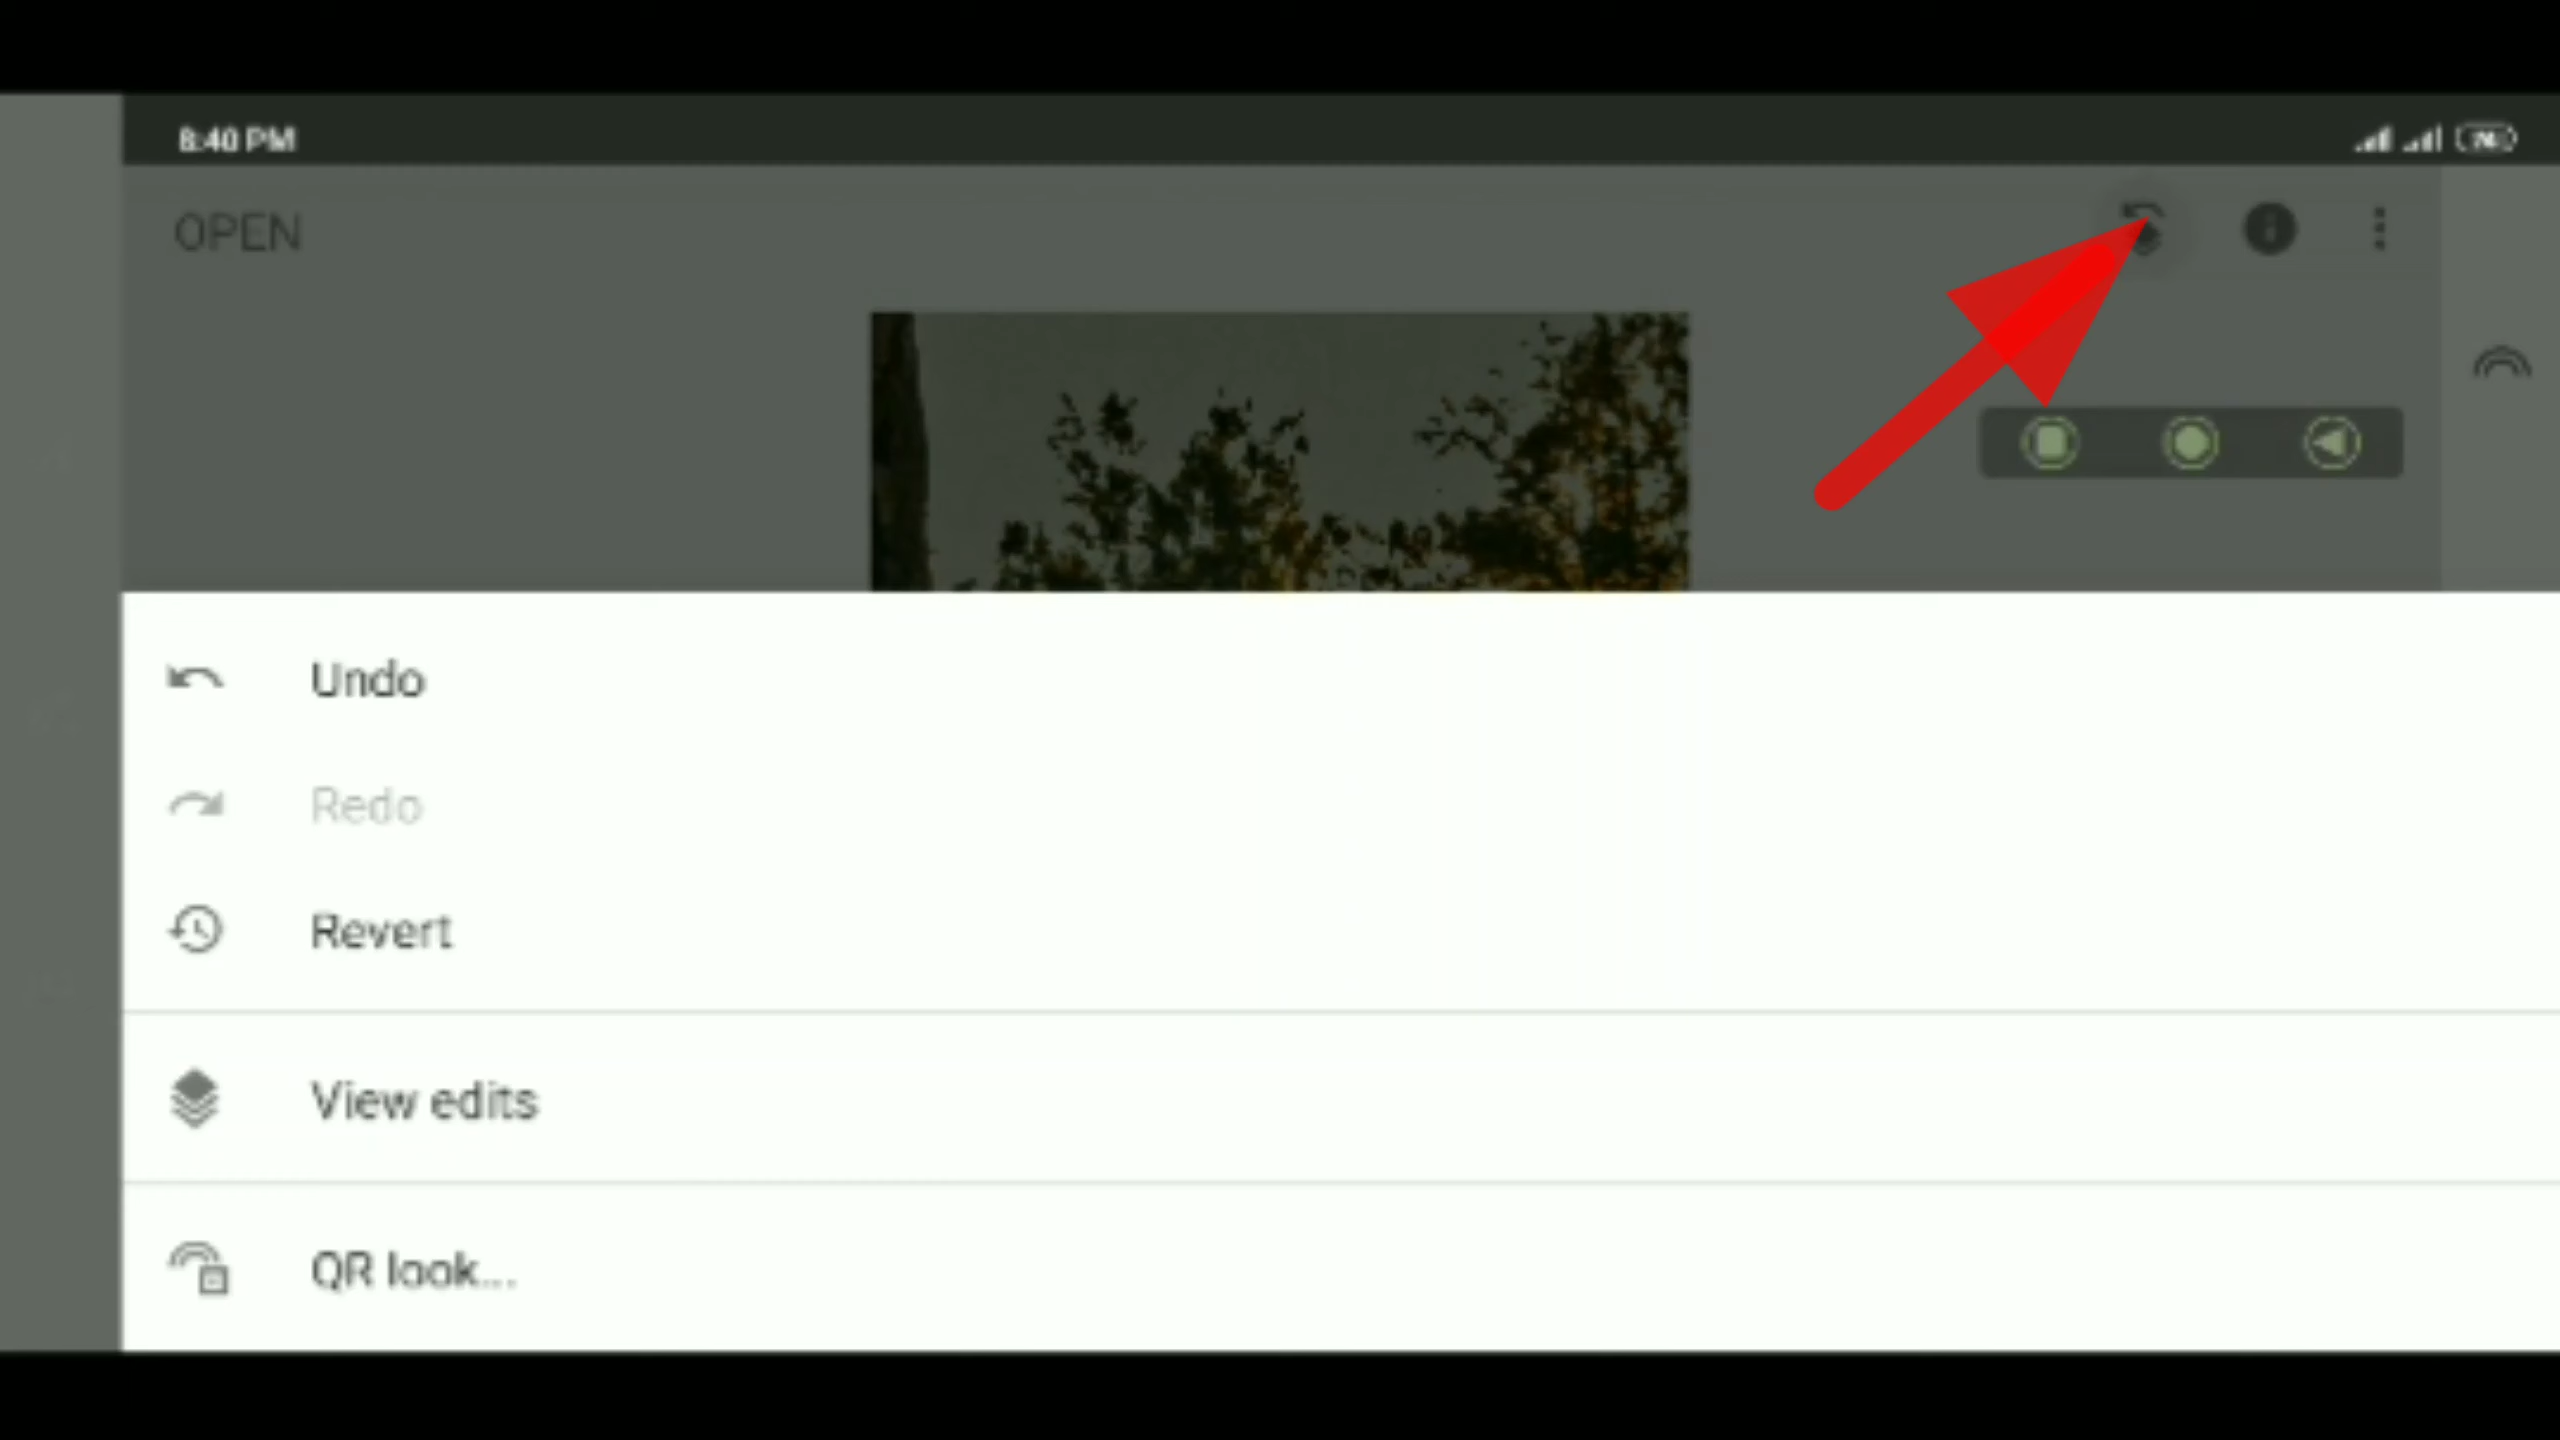 8:40 PM
OPEN
Undo
Redo
Revert
View edits
QR look...